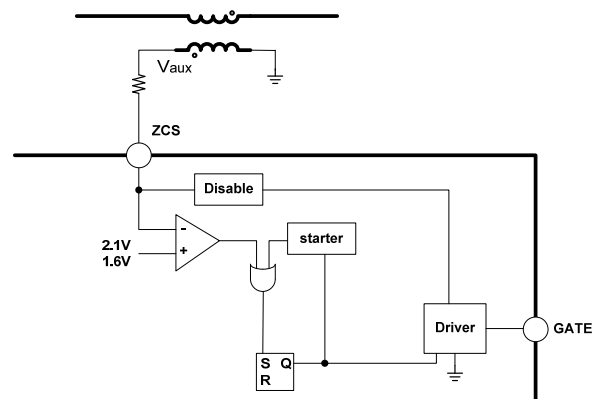 Vaux
ZCS
Disable
2.1V
1.6V
-
+
starter
Driver
GATE
S Q
R